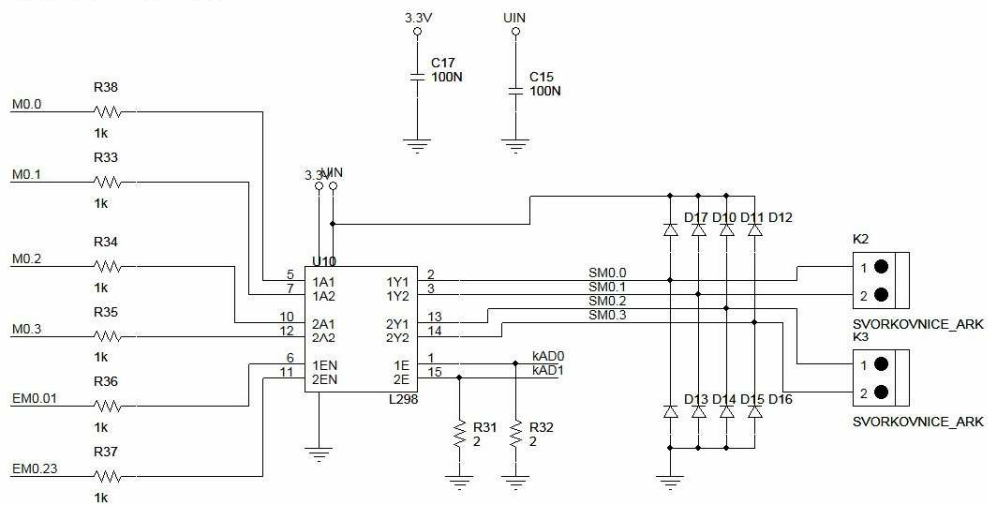 3.3V
UIN
C17
100N
C15
100N
R38
M0.0
1k
R33
M0.1
1k
3.3V
UIN
R34
M0.2
1k
R35
M0.3
1k
R36
EM0.01
1k
R37
EM0.23
1k
U10
5 1A1 1Y1 2
7 1A2 1Y2 3
10 2A1 2Y1 13
12 2A2 2Y2 14
6 1EN 1E 1
11 2EN 2E 15
L298
SM0.0
SM0.1
SM0.2
SM0.3
kAD0
kAD1
R31
2
R32
2
D17 D10 D11 D12
D13 D14 D15 D16
K2
1
2
SVORKOVNICE_ARK
K3
1
2
SVORKOVNICE_ARK